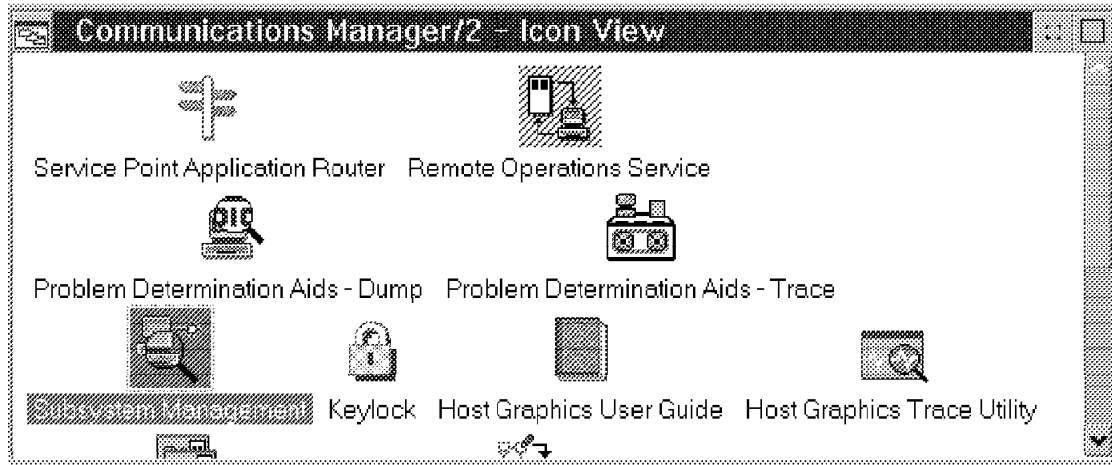 Communications Manager/2 - Icon View
Service Point Application Router Remote Operations Service
Problem Determination Aids - Dump Problem Determination Aids - Trace
Subsystem Management Keylock Host Graphics User Guide Host Graphics Trace Utility